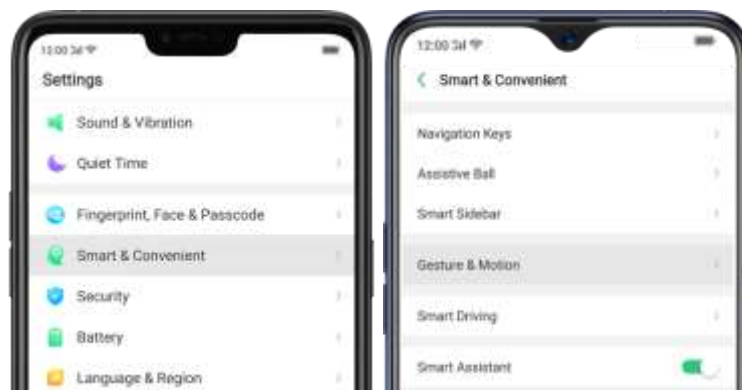 12:00
Settings
Sound & Vibration
Quiet Time
Fingerprint, Face & Passcode
Smart & Convenient
Security
Battery
Language & Region
12:00
Smart & Convenient
Navigation Keys
Assistive Ball
Smart Sidebar
Gesture & Motion
Smart Driving
Smart Assistant